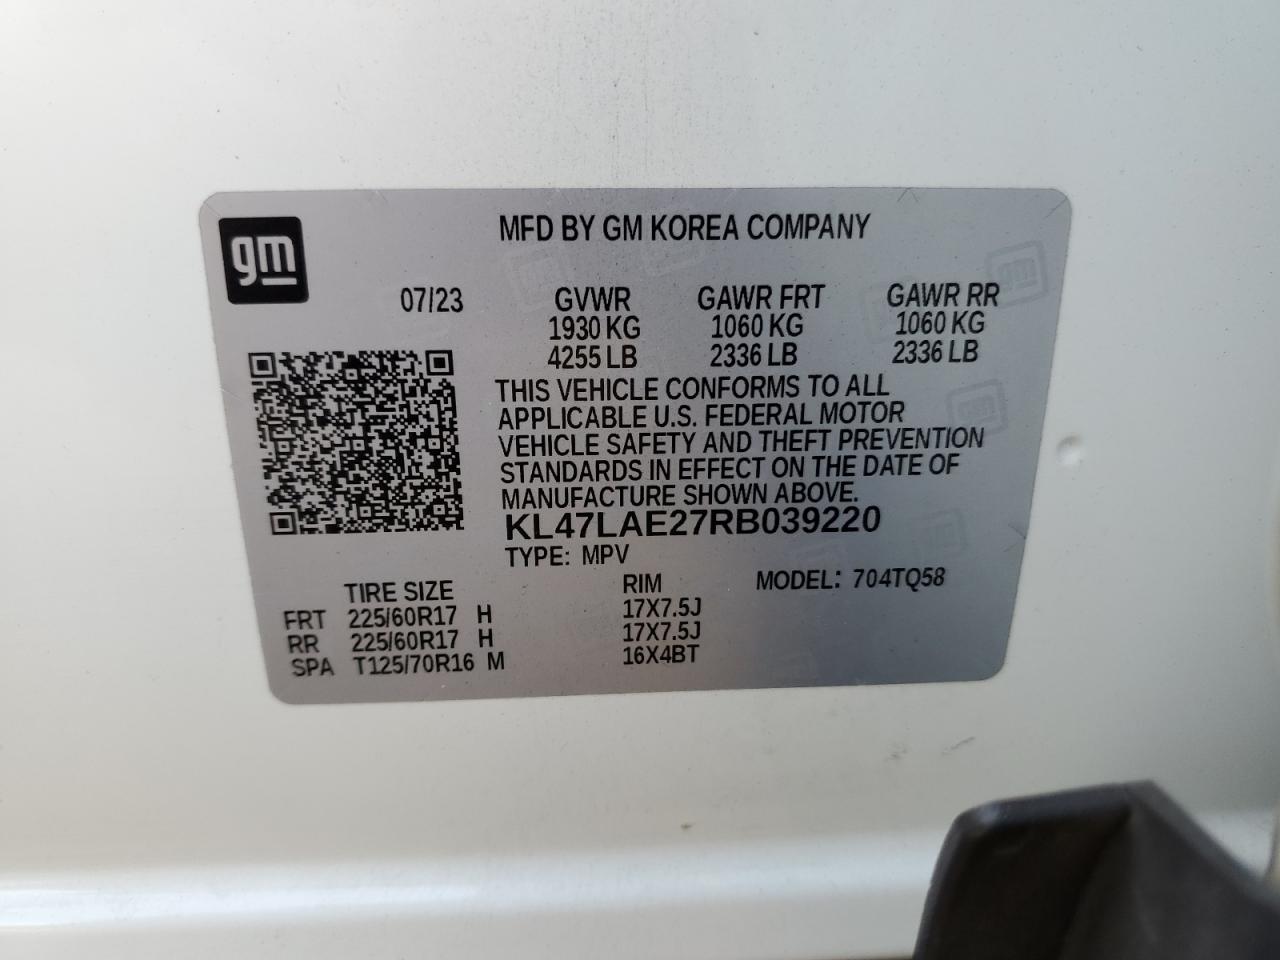 gm
MFD BY GM KOREA COMPANY
07/23 GVWR GAWR FRT GAWR RR
1930 KG 1060 KG 1060 KG
4255 LB 2336 LB 2336 LB
THIS VEHICLE CONFORMS TO ALL
APPLICABLE U.S. FEDERAL MOTOR
VEHICLE SAFETY AND THEFT PREVENTION
STANDARDS IN EFFECT ON THE DATE OF
MANUFACTURE SHOWN ABOVE.
KL47LAE27RB039220
TYPE: MPV
TIRE SIZE RIM MODEL: 704TQ58
FRT 225/60R17 H 17X7.5J
RR 225/60R17 H 17X7.5J
SPA T125/70R16 M 16X4BT